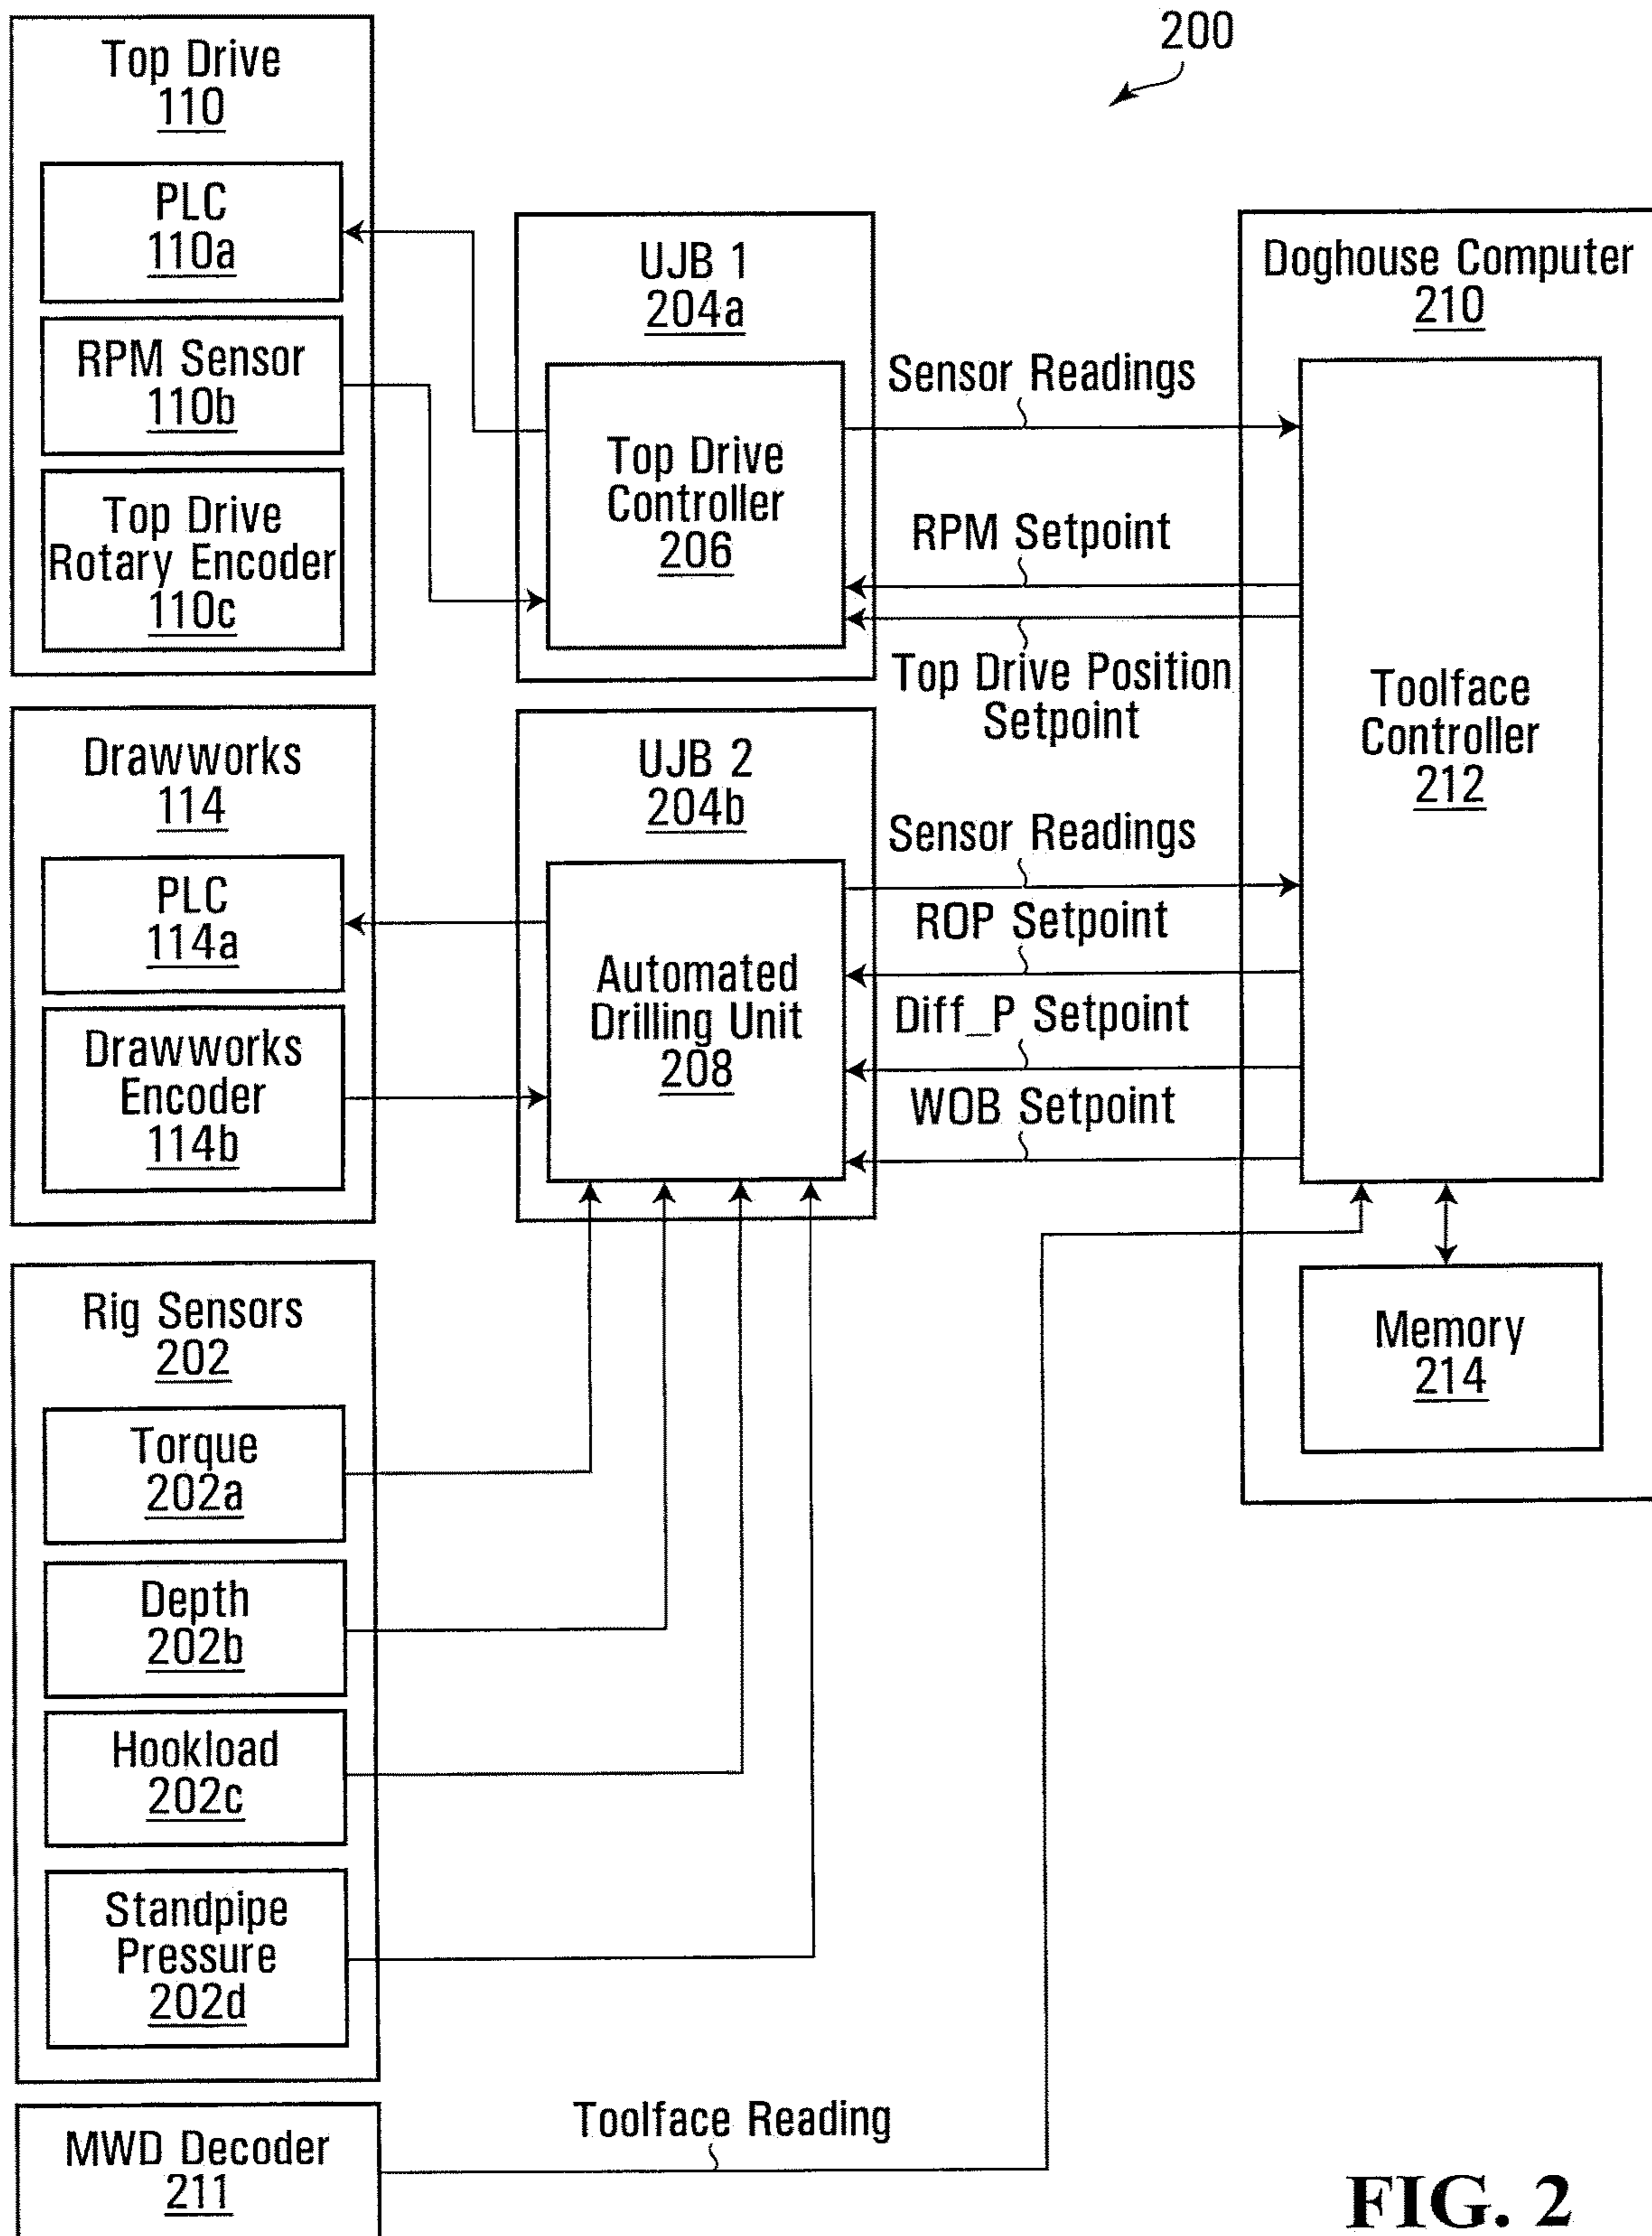 200
Top Drive
110
PLC
110a
RPM Sensor
110b
Top Drive
Rotary Encoder
110c
UJB 1
204a
Top Drive
Controller
206
Sensor Readings
RPM Setpoint
Top Drive Position
Setpoint
Doghouse Computer
210
Toolface
Controller
212
Memory
214
Drawworks
114
PLC
114a
Drawworks
Encoder
114b
UJB 2
204b
Automated
Drilling Unit
208
Sensor Readings
ROP Setpoint
Diff_P Setpoint
WOB Setpoint
Rig Sensors
202
Torque
202a
Depth
202b
Hookload
202c
Standpipe
Pressure
202d
MWD Decoder
211
Toolface Reading
FIG. 2